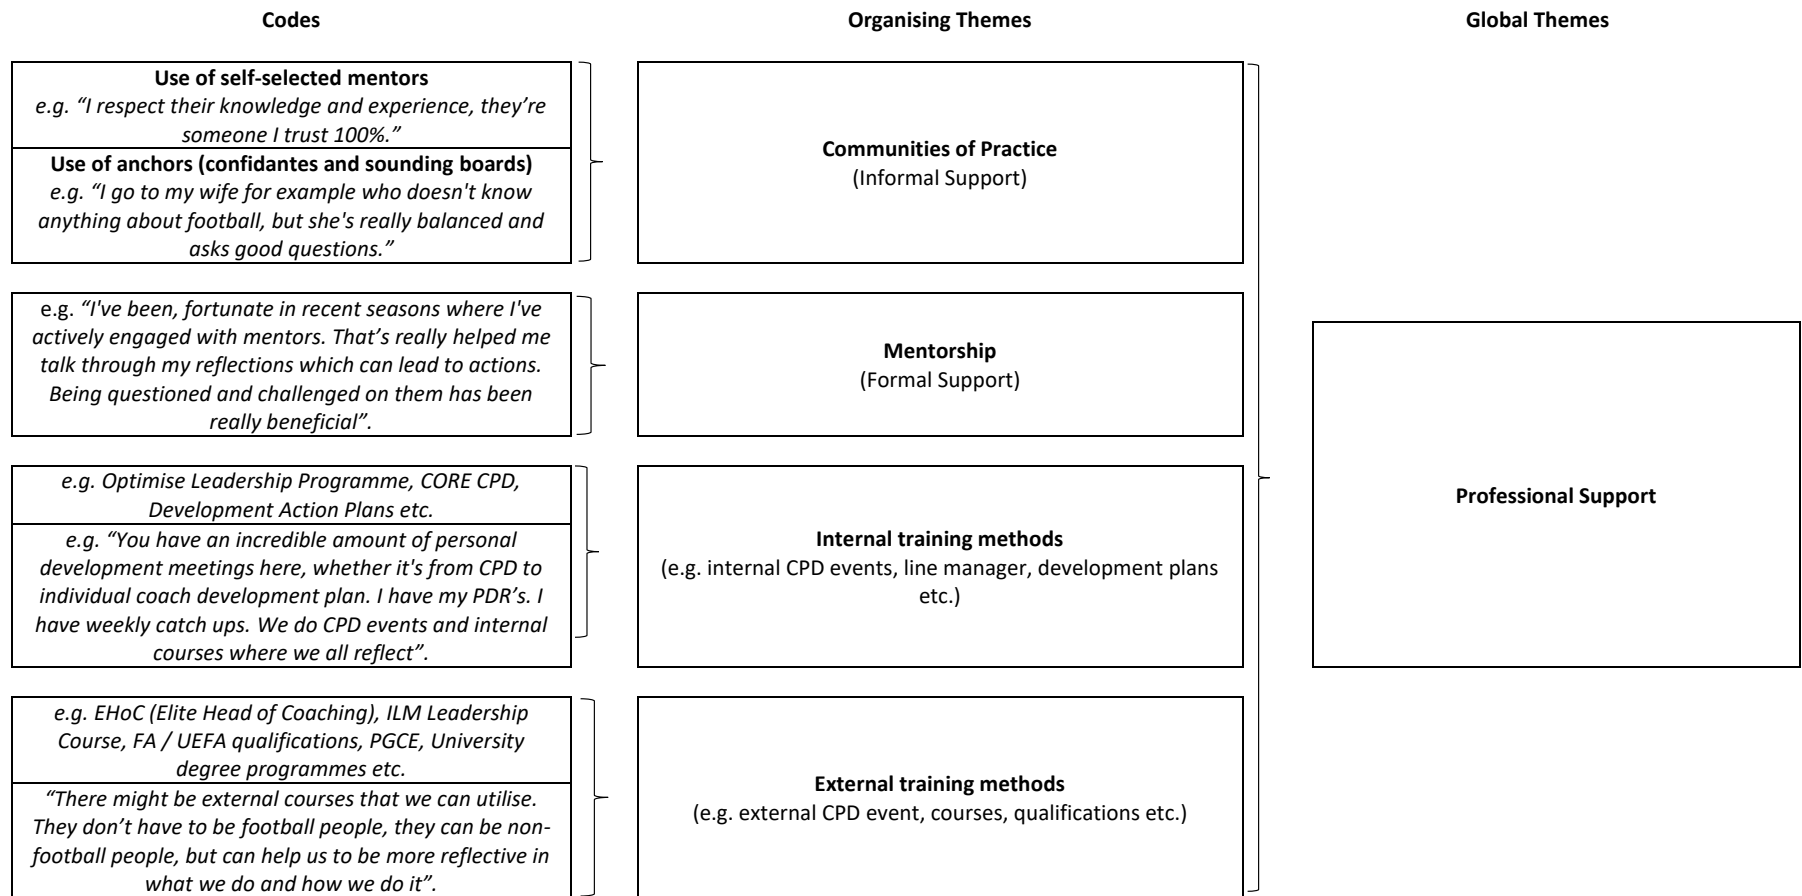 Codes
Organising Themes
Global Themes
Use of self-selected mentors
e.g. “I respect their knowledge and experience, they’re
someone I trust 100%.”
Use of anchors (confidantes and sounding boards)
e.g. “I go to my wife for example who doesn't know
anything about football, but she's really balanced and
asks good questions.”
Communities of Practice
(Informal Support)
e.g. “I've been, fortunate in recent seasons where I've
actively engaged with mentors. That’s really helped me
talk through my reflections which can lead to actions.
Being questioned and challenged on them has been
really beneficial”.
Mentorship
(Formal Support)
e.g. Optimise Leadership Programme, CORE CPD,
Development Action Plans etc.
e.g. “You have an incredible amount of personal
development meetings here, whether it's from CPD to
individual coach development plan. I have my PDR’s. I
have weekly catch ups. We do CPD events and internal
courses where we all reflect”.
Internal training methods
(e.g. internal CPD events, line manager, development plans
etc.)
e.g. EHoC (Elite Head of Coaching), ILM Leadership
Course, FA / UEFA qualifications, PGCE, University
degree programmes etc.
“There might be external courses that we can utilise.
They don’t have to be football people, they can be non-
football people, but can help us to be more reflective in
what we do and how we do it”.
External training methods
(e.g. external CPD event, courses, qualifications etc.)
Professional Support